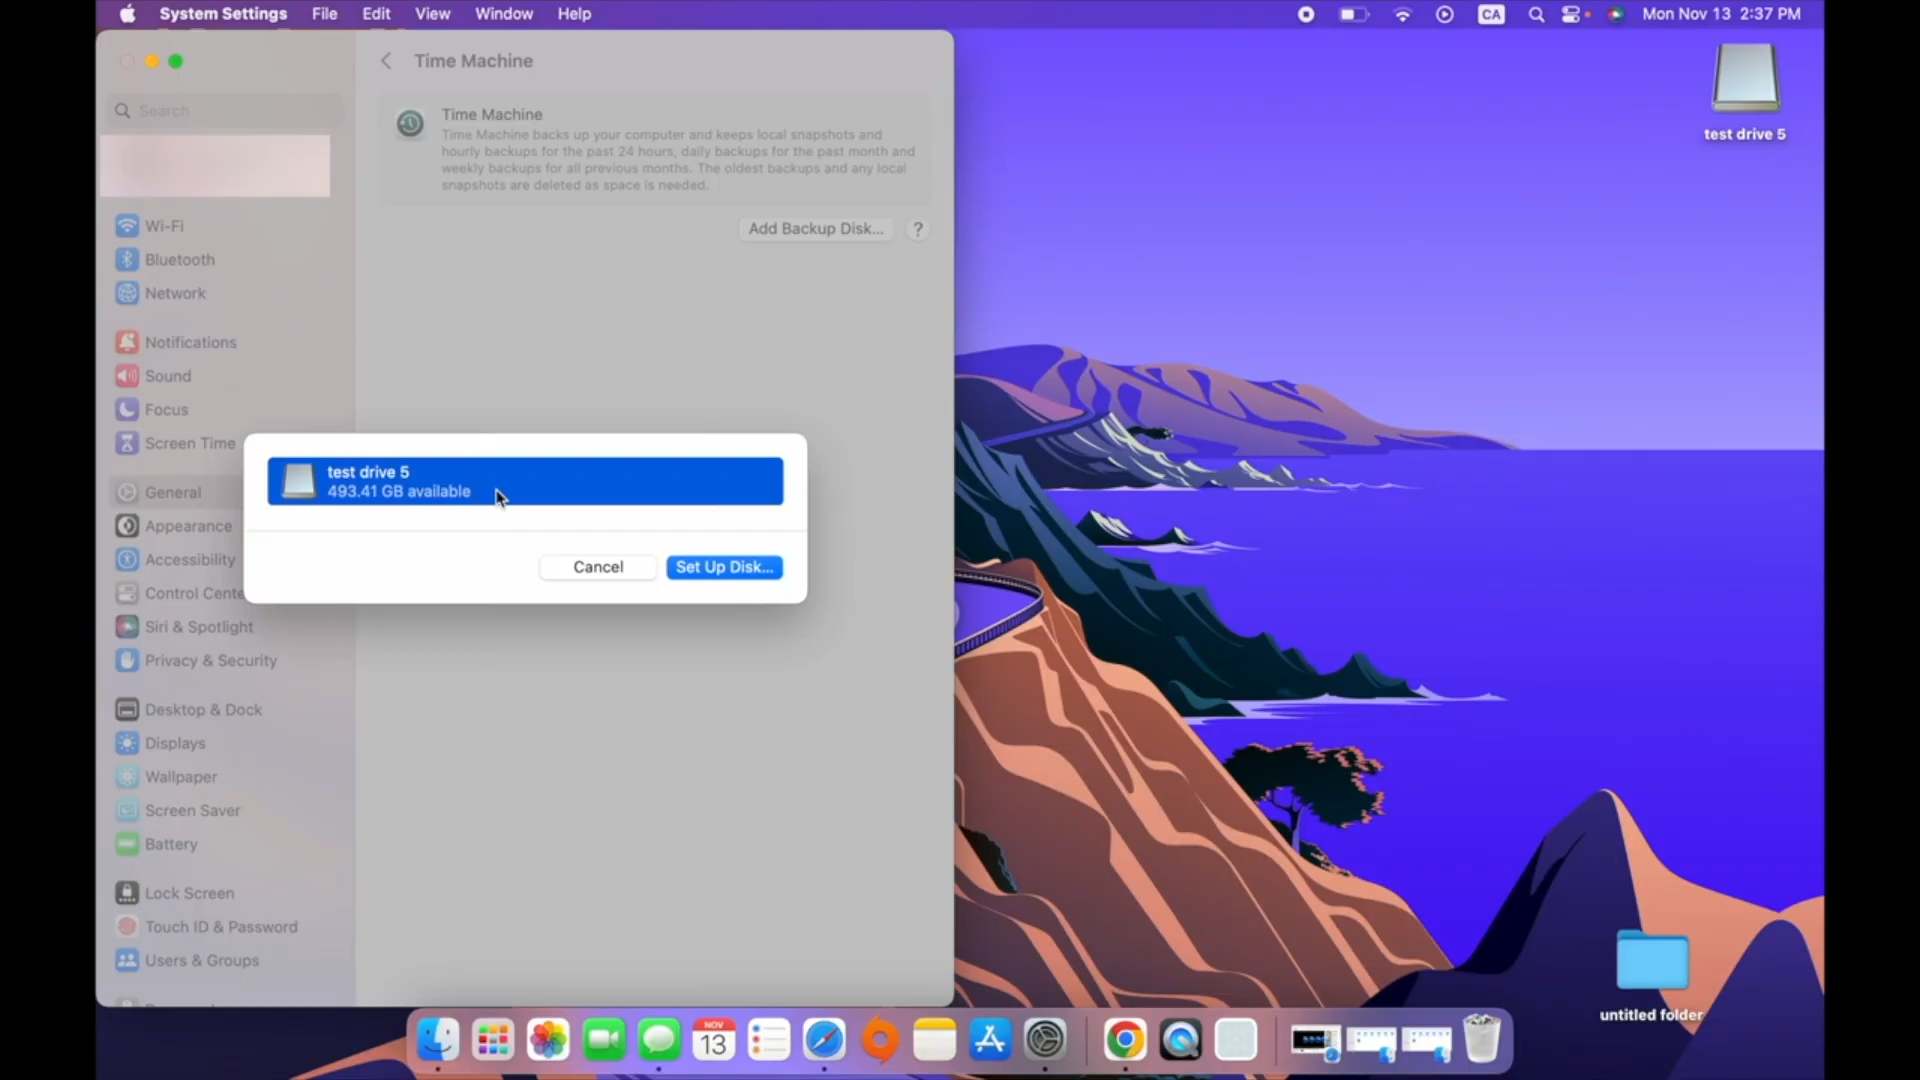 System Settings File Edit View Window Help
CA Mon Nov 13 2:37 PM
Time Machine
Search
Time Machine
Time Machine backs up your computer and keeps local snapshots and
hourly backups for the past 24 hours, daily backups for the past month and
weekly backups for all previous months. The oldest backups and any local
snapshots are deleted as space is needed.
Add Backup Disk... ?
Wi-Fi
Bluetooth
Network
Notifications
Sound
Focus
Screen Time
General
Appearance
Accessibility
Control Cente
Siri & Spotlight
Privacy & Security
Desktop & Dock
Displays
Wallpaper
Screen Saver
Battery
Lock Screen
Touch ID & Password
Users & Groups
test drive 5
493.41 GB available
Cancel Set Up Disk...
test drive 5
untitled folder
NOV
13